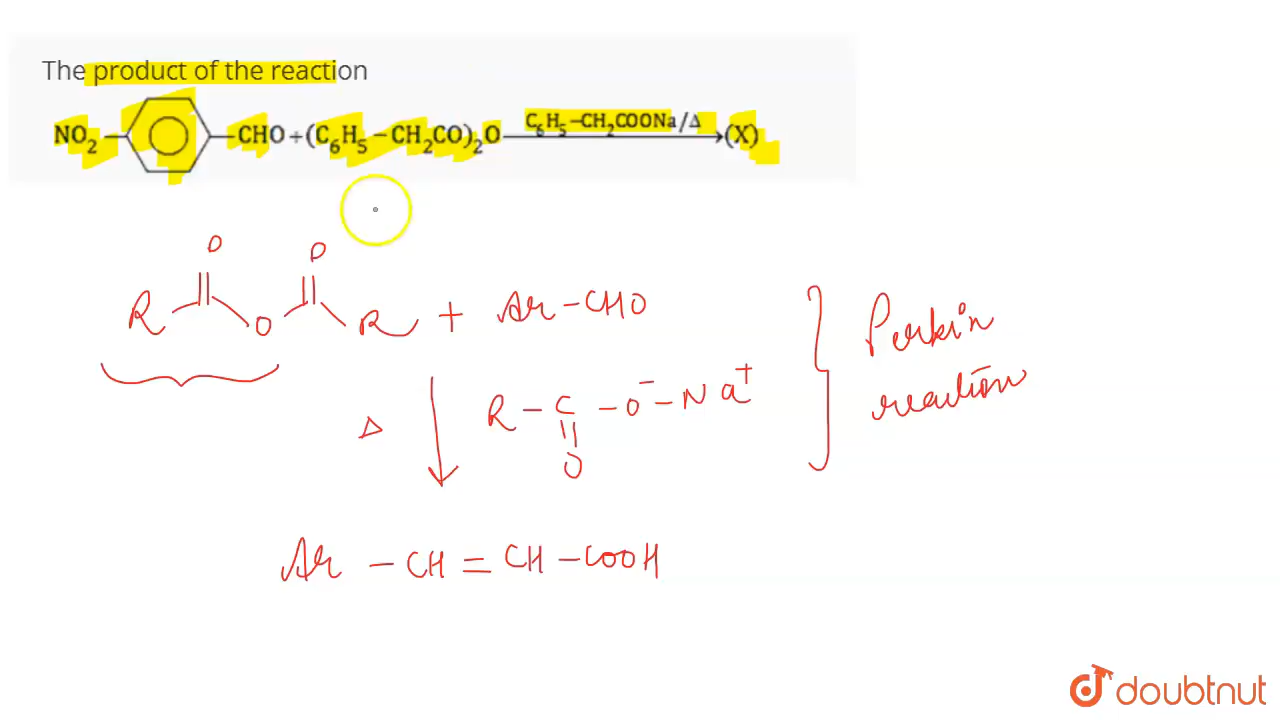 The product of the reaction
NO2 CHO+(C6H5−CH2CO)2O C6H5−CH2COONa/Δ (X)
O O
R O R + Ar-CHO
Perkin
reaction
Δ R - C - O⁻ - Na⁺
O
Ar - CH = CH - COOH
doubtnut